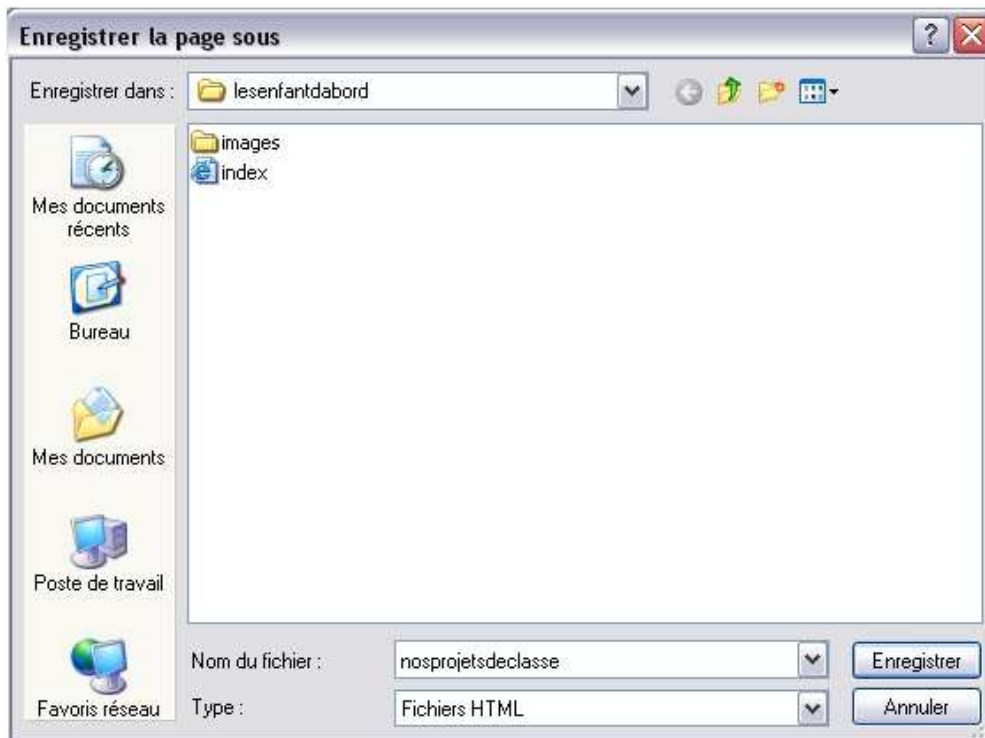 Enregistrer la page sous
Enregistrer dans :
lesenfantdabord
images
index
Mes documents
récents
Bureau
Mes documents
Poste de travail
Favoris réseau
Nom du fichier :
nosprojetsdeclasse
Enregistrer
Type :
Fichiers HTML
Annuler